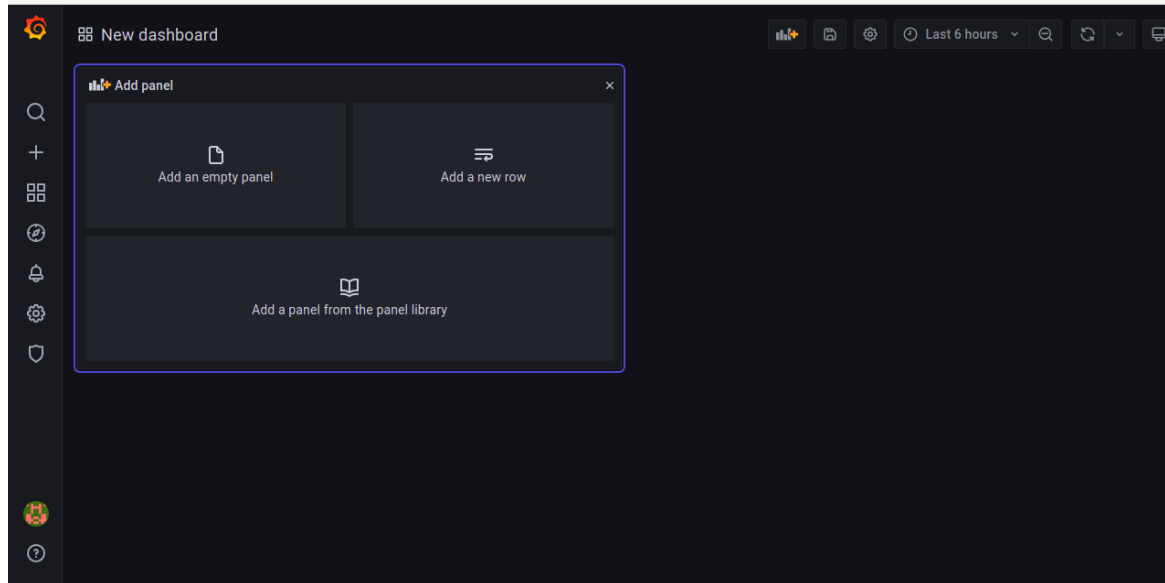 New dashboard
Last 6 hours
Add panel
Add an empty panel
Add a new row
Add a panel from the panel library